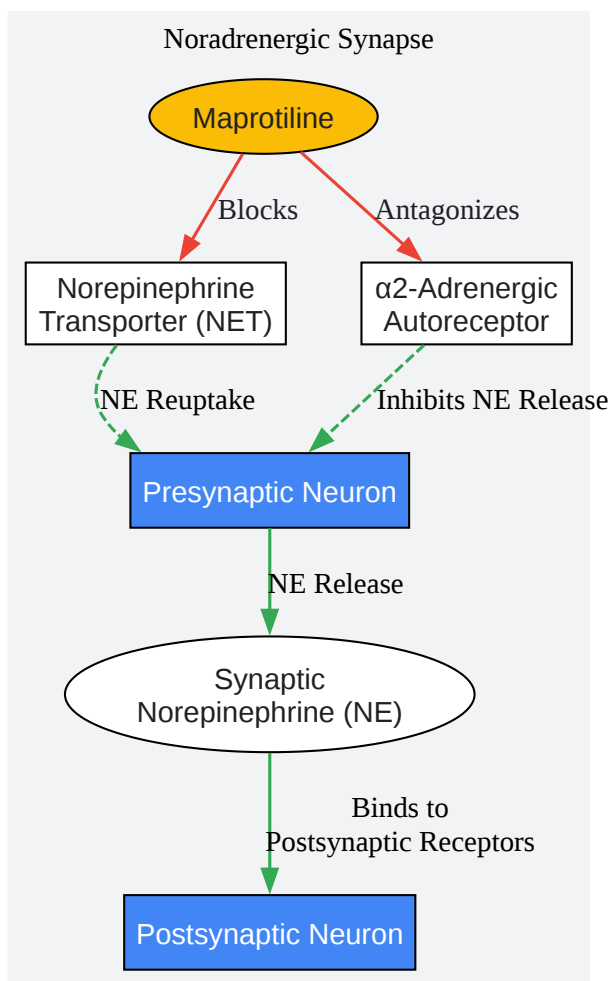 Noradrenergic Synapse
Maprotiline
Blocks
Antagonizes
Norepinephrine
Transporter (NET)
α2-Adrenergic
Autoreceptor
NE Reuptake
Inhibits NE Release
Presynaptic Neuron
NE Release
Synaptic
Norepinephrine (NE)
Binds to
Postsynaptic Receptors
Postsynaptic Neuron